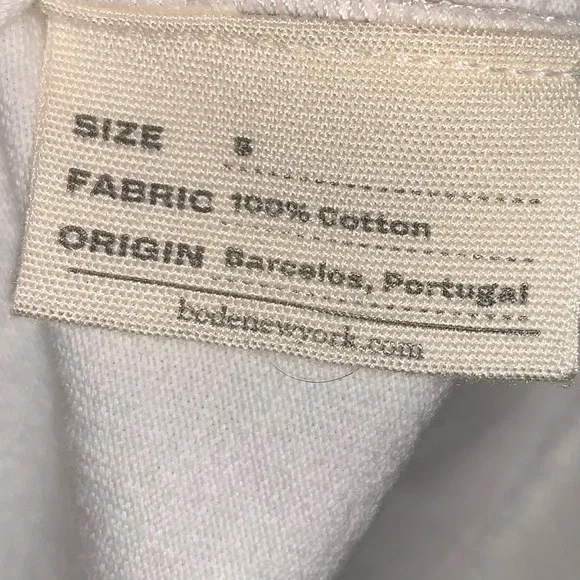 SIZE S
FABRIC 100% Cotton
ORIGIN Barcelos, Portugal
bodenewyork.com